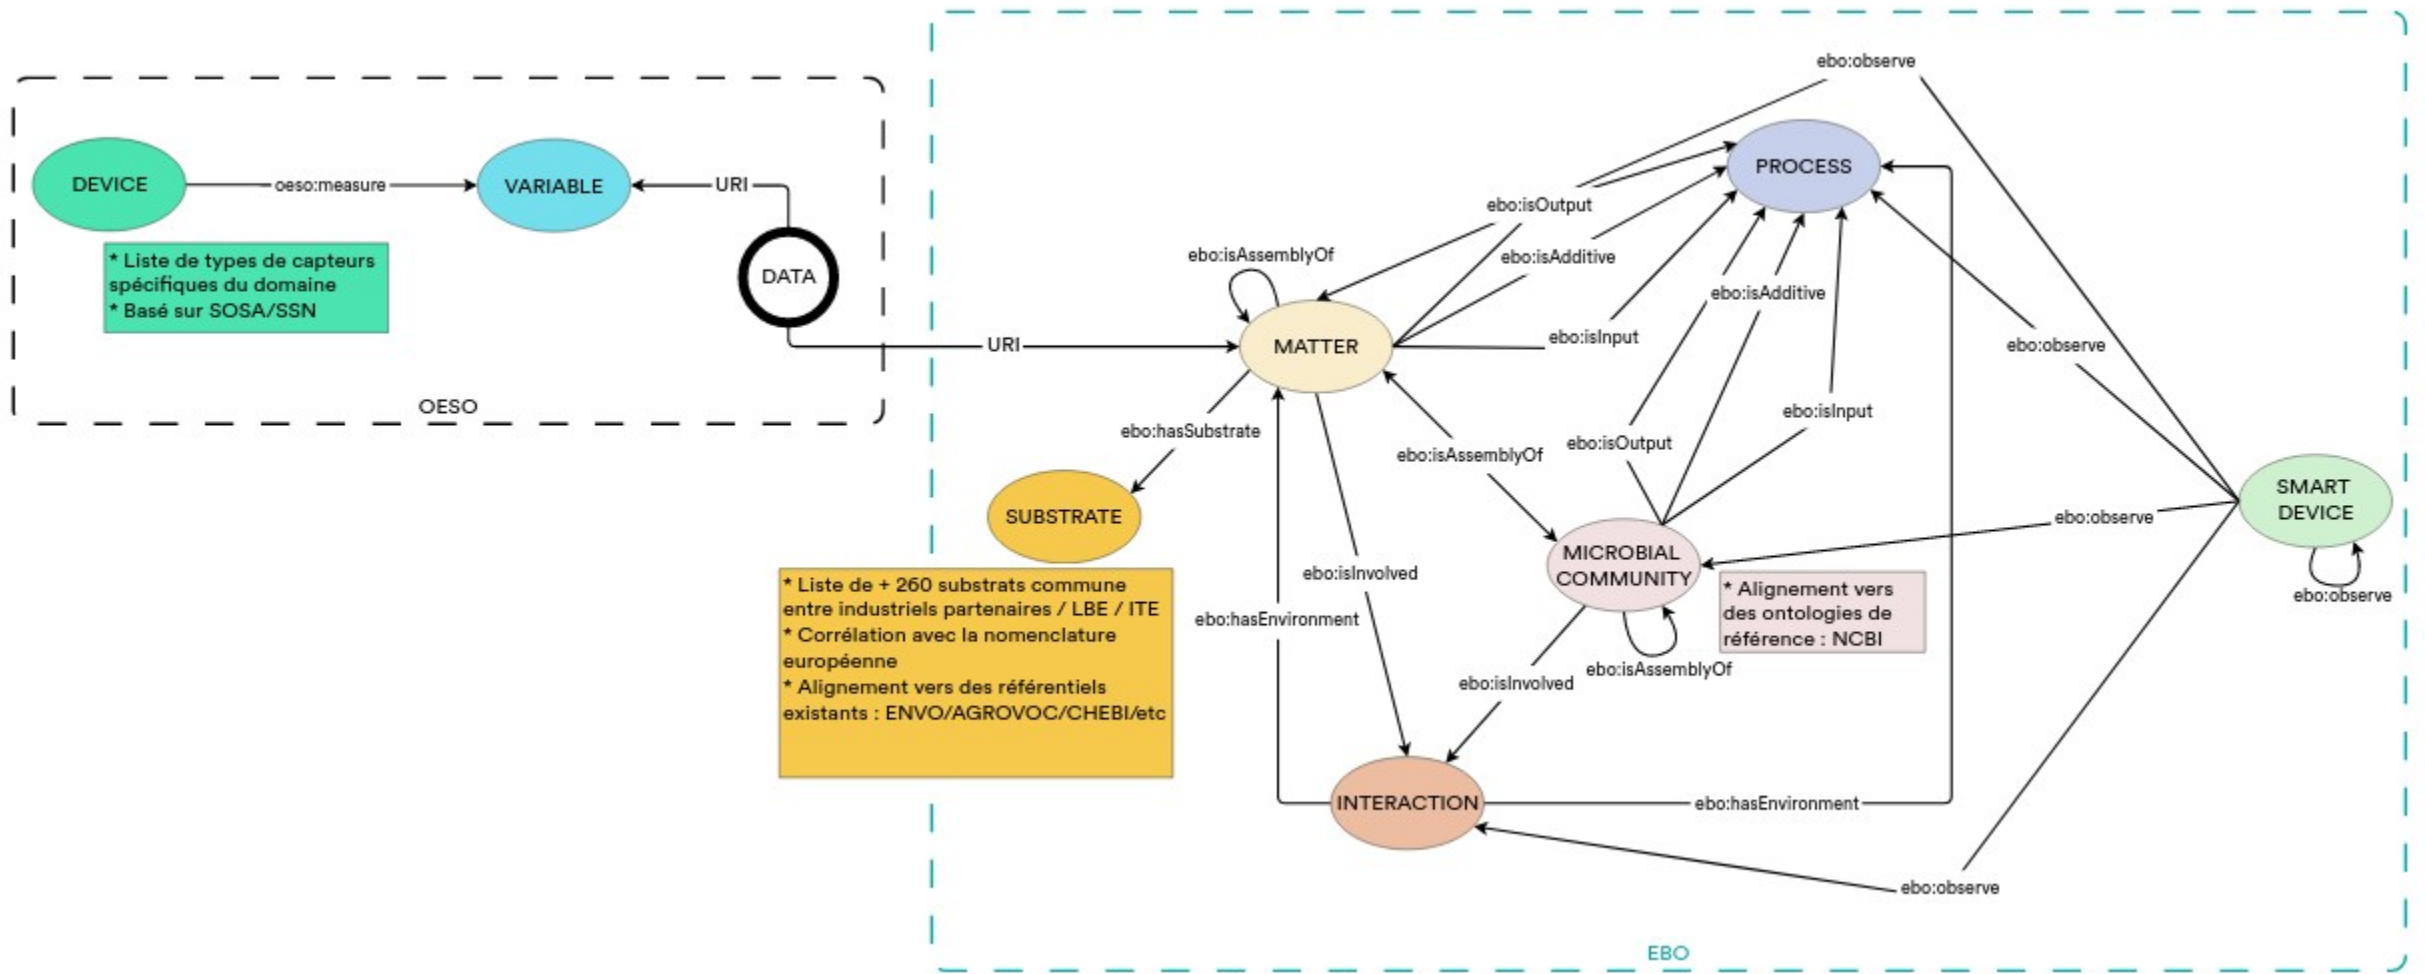 ebo:observe
DEVICE
oeso:measure
VARIABLE
URI
DATA
* Liste de types de capteurs
spécifiques du domaine
* Basé sur SOSA/SSN
OESO
URI
PROCESS
ebo:isOutput
ebo:isAdditive
ebo:isAssemblyOf
MATTER
ebo:isInput
ebo:isAdditive
ebo:observe
ebo:isInput
ebo:hasSubstrate
ebo:isAssemblyOf
ebo:isOutput
SUBSTRATE
SMART
DEVICE
ebo:observe
ebo:observe
MICROBIAL
COMMUNITY
* Alignement vers
des ontologies de
référence : NCBI
ebo:isInvolved
* Liste de + 260 substrats commune
entre industriels partenaires / LBE / ITE
* Corrélation avec la nomenclature
européenne
* Alignement vers des référentiels
existants : ENVO/AGROVOC/CHEBI/etc
ebo:hasEnvironment
ebo:isAssemblyOf
ebo:isInvolved
INTERACTION
ebo:hasEnvironment
ebo:observe
EBO